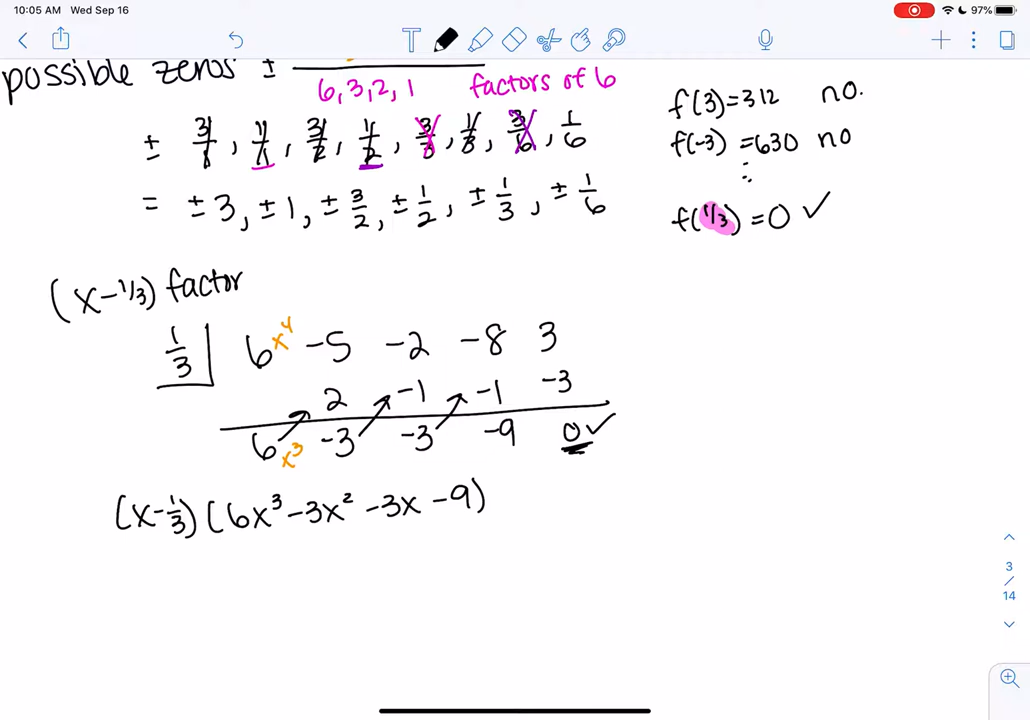 10:05 AM Wed Sep 16
97%
possible zeros ±
6, 3, 2, 1 factors of 6
± 3/1, 1/1, 3/2, 1/2, 3/3, 1/3, 3/6, 1/6
= ±3, ±1, ±3/2, ±1/2, ±1/3, ±1/6
f(3)=312 no.
f(-3)=630 no
⋮
f(1/3)=0 ✓
(x-1/3) factor
1/3 | 6x⁴ -5 -2 -8 3
2 -1 -1 -3
6x³ -3 -3 -9 0 ✓
(x-1/3)(6x³-3x²-3x-9)
3
/
14